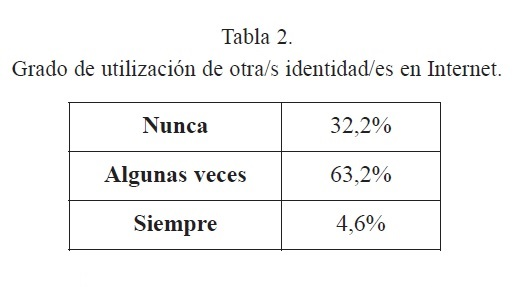 Tabla 2.
Grado de utilización de otra/s identidad/es en Internet.
Nunca 32,2%
Algunas veces 63,2%
Siempre 4,6%